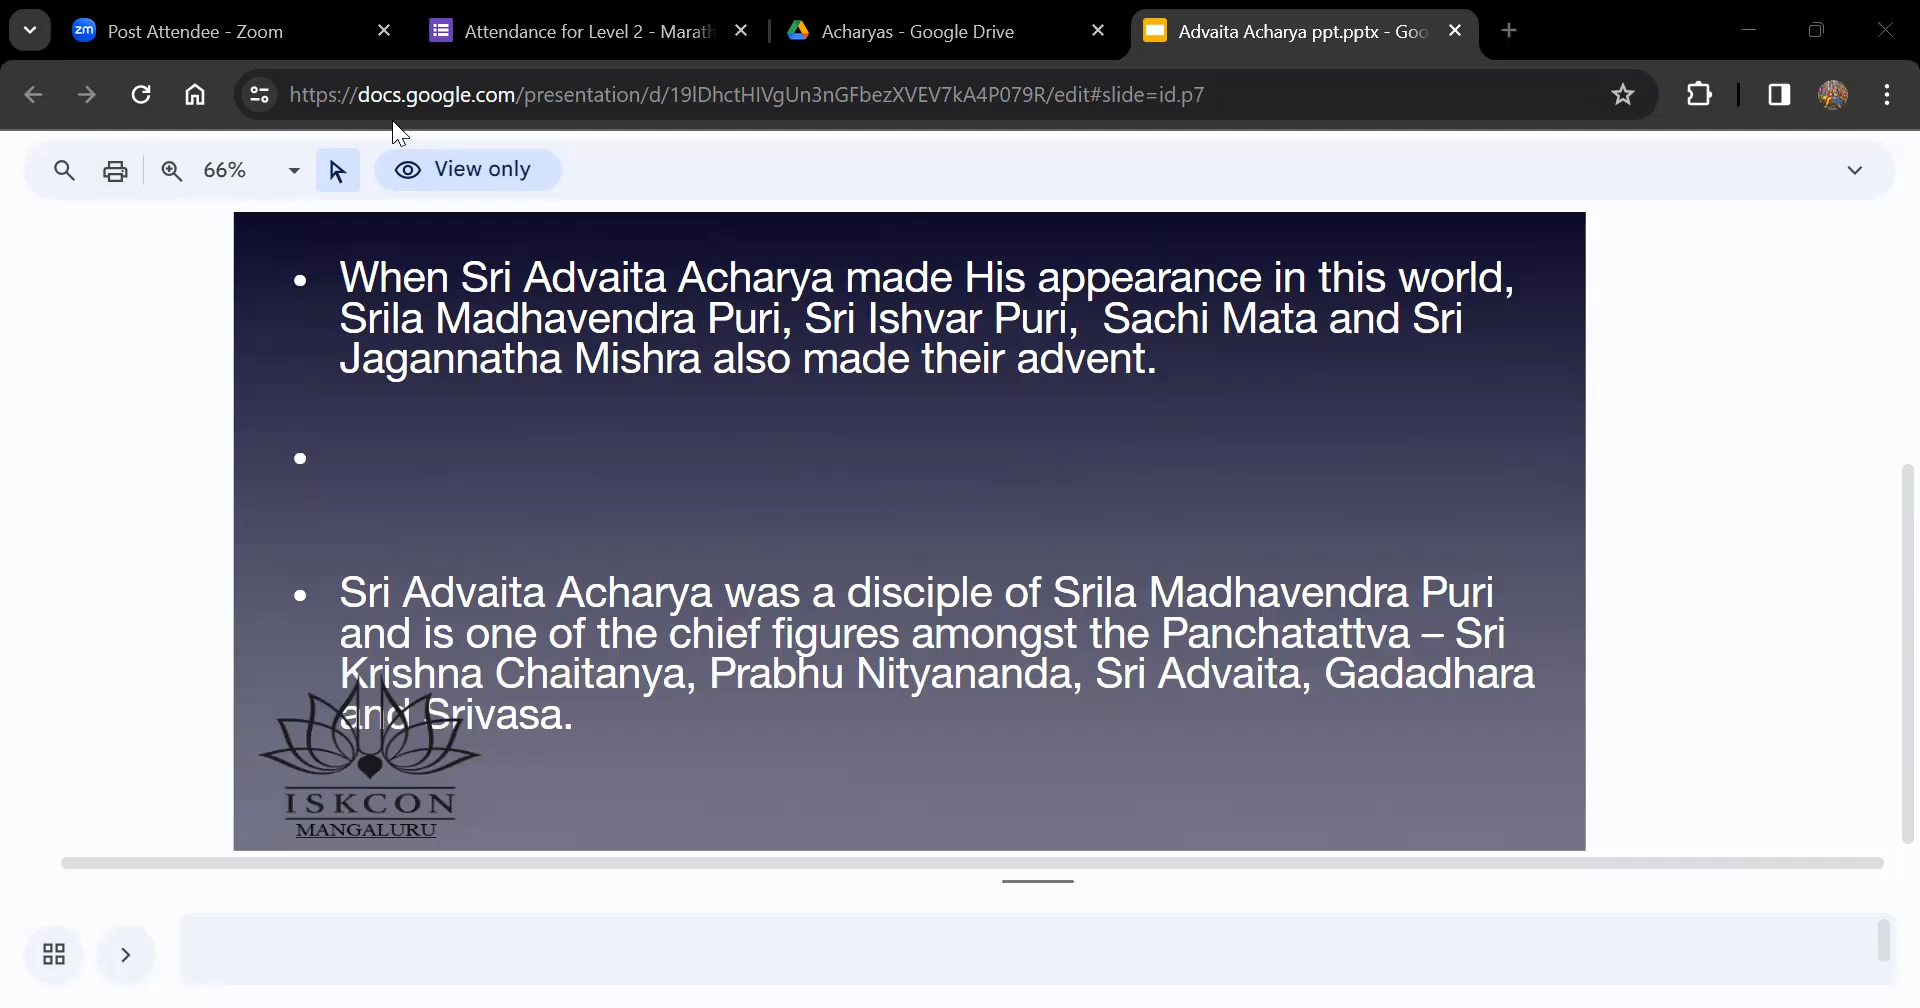 Post Attendee - Zoom
Attendance for Level 2 - Marath
Acharyas - Google Drive
Advaita Acharya ppt.pptx - Goo
https://docs.google.com/presentation/d/19IDhctHIVgUn3nGFbezXVEV7kA4P079R/edit#slide=id.p7
66%
View only
• When Sri Advaita Acharya made His appearance in this world,
Srila Madhavendra Puri, Sri Ishvar Puri,  Sachi Mata and Sri
Jagannatha Mishra also made their advent.
•
• Sri Advaita Acharya was a disciple of Srila Madhavendra Puri
and is one of the chief figures amongst the Panchatattva – Sri
Krishna Chaitanya, Prabhu Nityananda, Sri Advaita, Gadadhara
and Srivasa.
ISKCON
MANGALURU